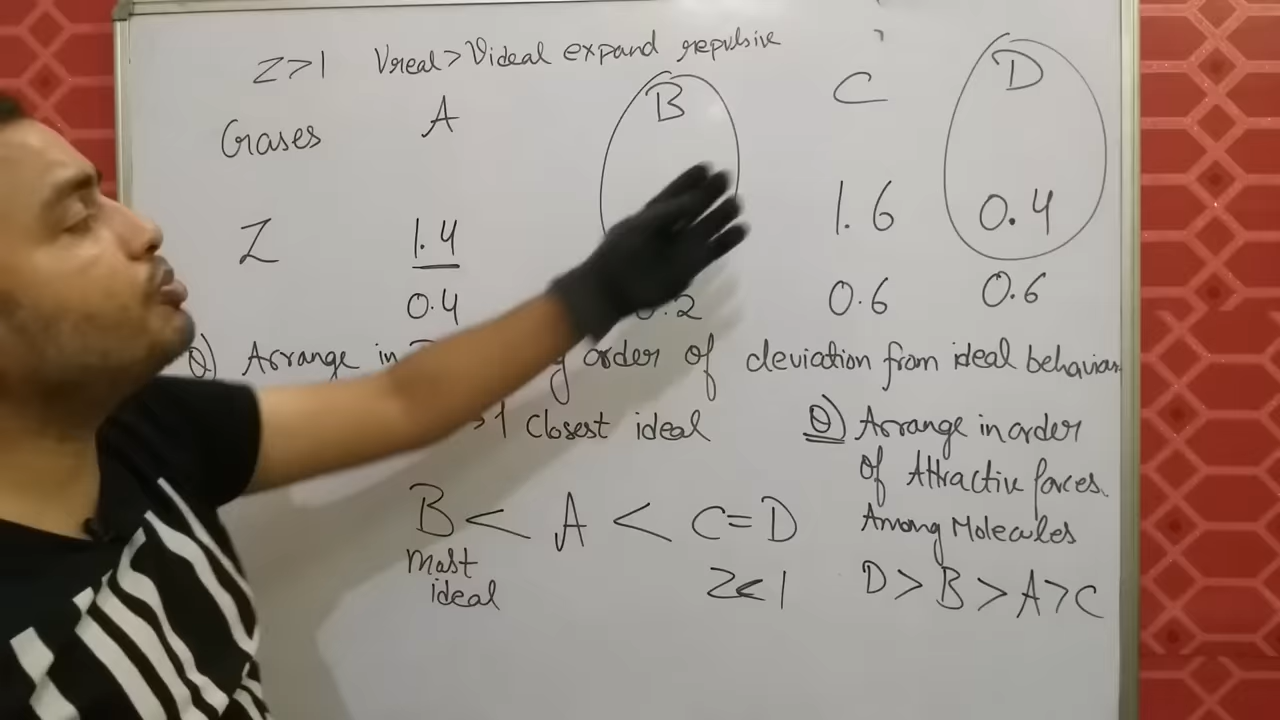 Z>1 Vreal>Videal expand repulsive
Gases A B C D
Z 1.4 1.6 0.4
0.4 0.2 0.6 0.6
Q) Arrange in order of deviation from ideal behaviour
1 Closest ideal
B < A < C=D
Most
ideal
Z<1
Q) Arrange in order
of Attractive forces.
Among Molecules
D > B > A > C